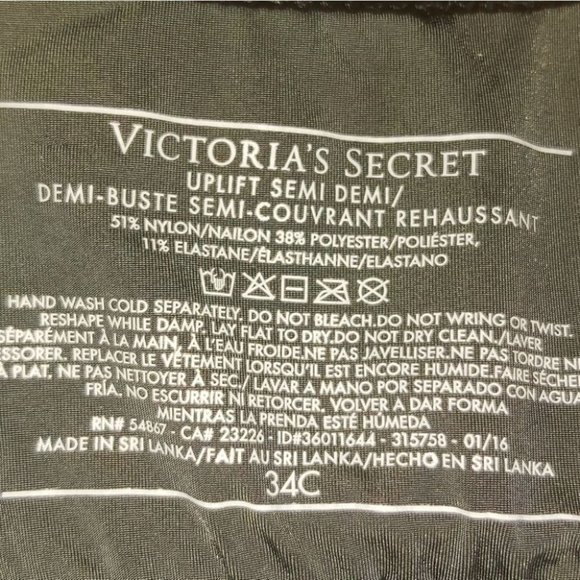 VICTORIA'S SECRET
UPLIFT SEMI DEMI/
DEMI-BUSTE SEMI-COUVRANT REHAUSSANT
51% NYLON/NAILON 38% POLYESTER/POLIÉSTER,
11% ELASTANE/ÉLASTHANNE/ELASTANO
HAND WASH COLD SEPARATELY. DO NOT BLEACH.DO NOT WRING OR TWIST.
RESHAPE WHILE DAMP. LAY FLAT TO DRY.DO NOT DRY CLEAN./LAVER
SÉPARÉMENT À LA MAIN, À L'EAU FROIDE.NE PAS JAVELLISER.NE PAS TORDRE NI
ESSORER. REPLACER LE VÊTEMENT LORSQU'IL EST ENCORE HUMIDE.FAIRE SÉCHER
À PLAT. NE PAS NETTOYER À SEC./ LAVAR A MANO POR SEPARADO CON AGUA
FRÍA. NO ESCURRIR NI RETORCER. VOLVER A DAR FORMA
MIENTRAS LA PRENDA ESTÉ HÚMEDA
RN# 54867 - CA# 23226 - ID#36011644 - 315758 - 01/16
MADE IN SRI LANKA/FAIT AU SRI LANKA/HECHO EN SRI LANKA
34C